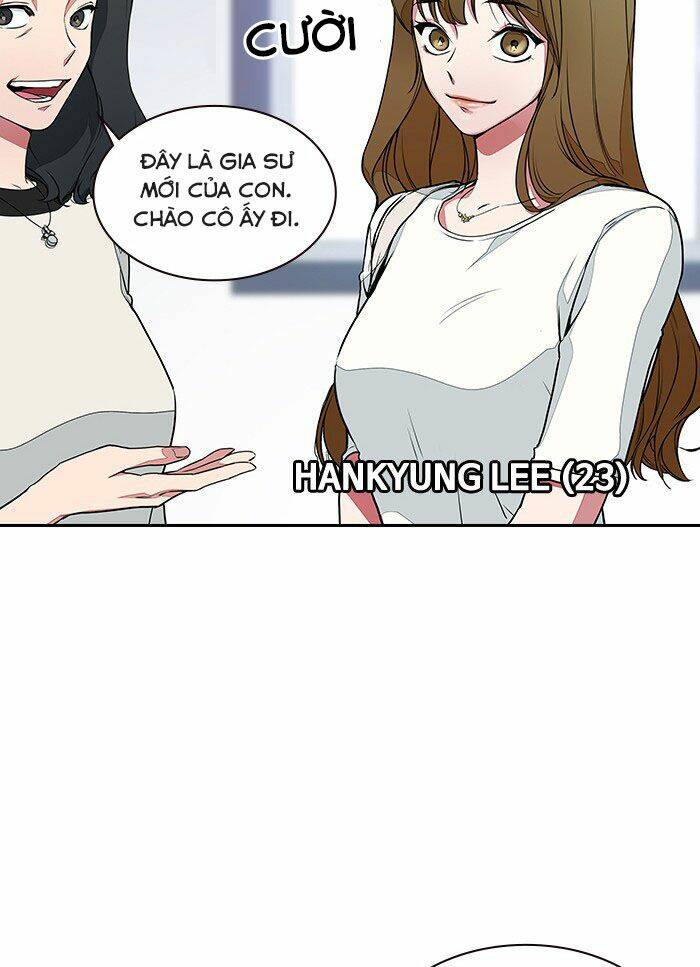 CƯỜI
ĐÂY LÀ GIA SƯ
MỚI CỦA CON.
CHÀO CÔ ẤY ĐI.
HANKYUNG LEE (23)